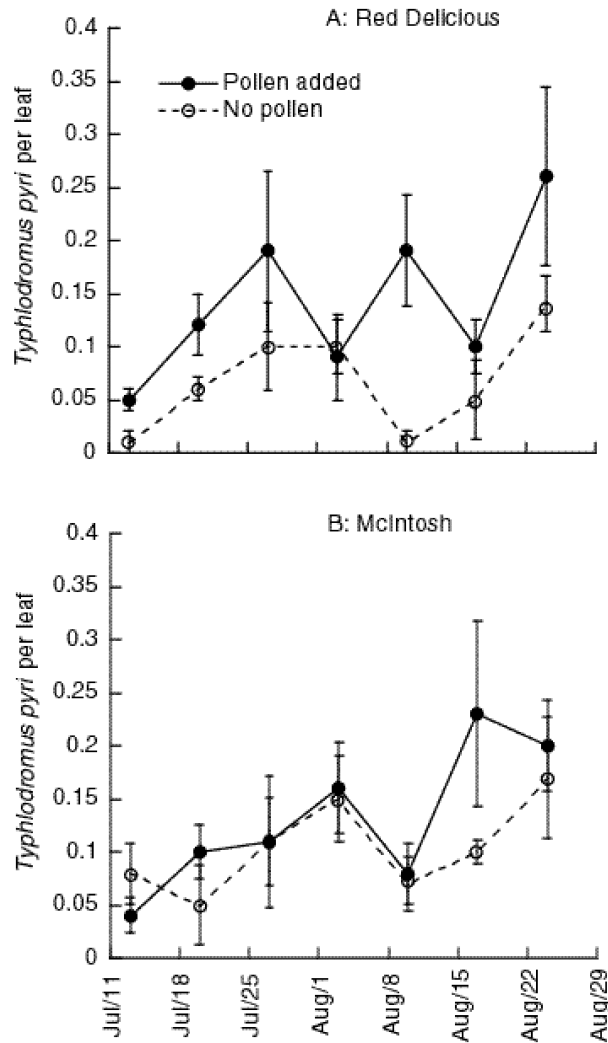 A: Red Delicious
0.4
0.35
0.3
0.25
0.2
0.15
0.1
0.05
0
Typhlodromus pyri per leaf
Pollen added
No pollen
B: McIntosh
0.4
0.35
0.3
0.25
0.2
0.15
0.1
0.05
0
Typhlodromus pyri per leaf
Jul/11
Jul/18
Jul/25
Aug/1
Aug/8
Aug/15
Aug/22
Aug/29